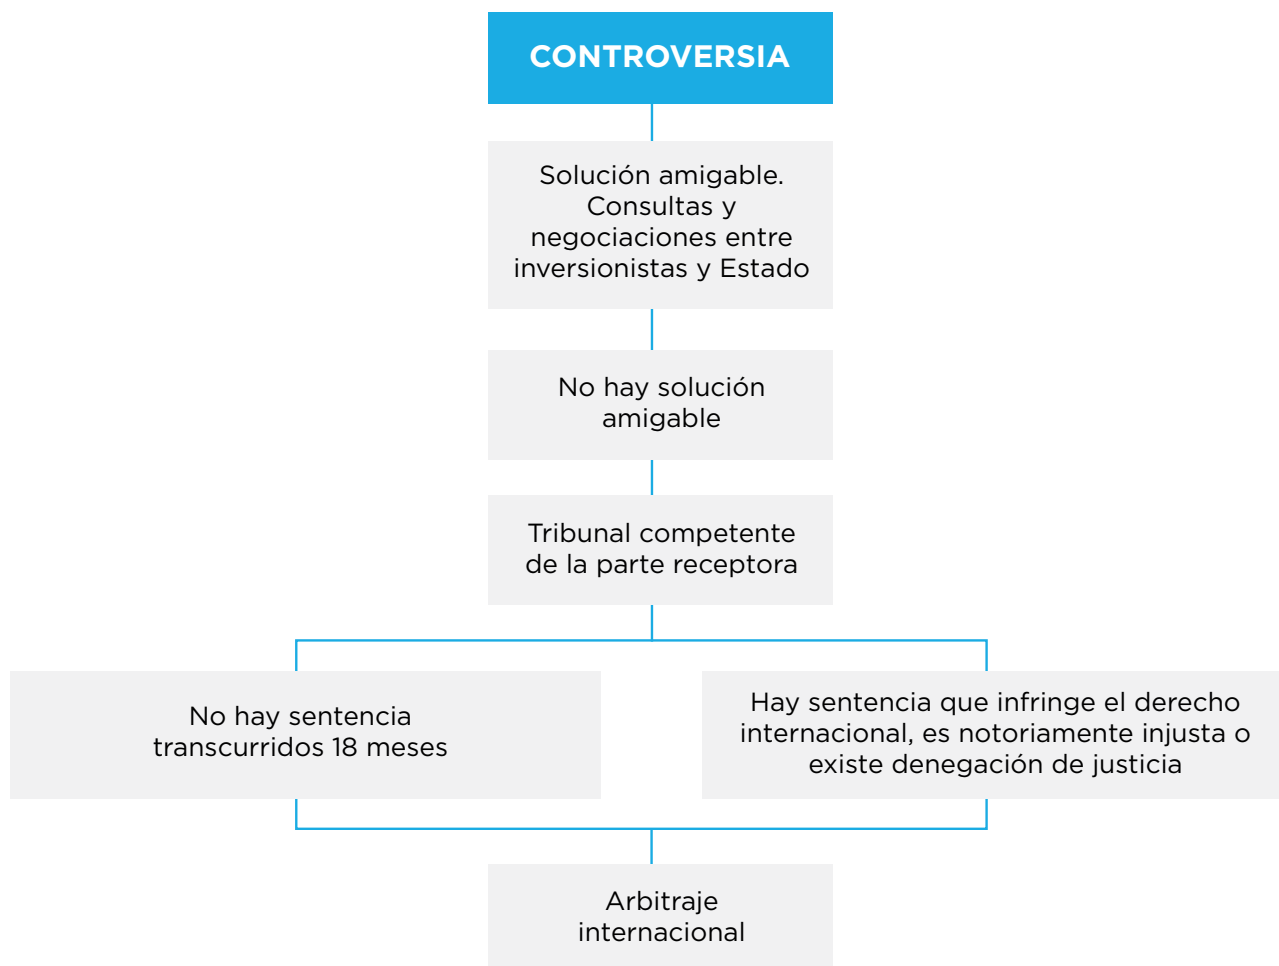 CONTROVERSIA
Solución amigable.
Consultas y
negociaciones entre
inversionistas y Estado
No hay solución
amigable
Tribunal competente
de la parte receptora
No hay sentencia
transcurridos 18 meses
Hay sentencia que infringe el derecho
internacional, es notoriamente injusta o
existe denegación de justicia
Arbitraje
internacional